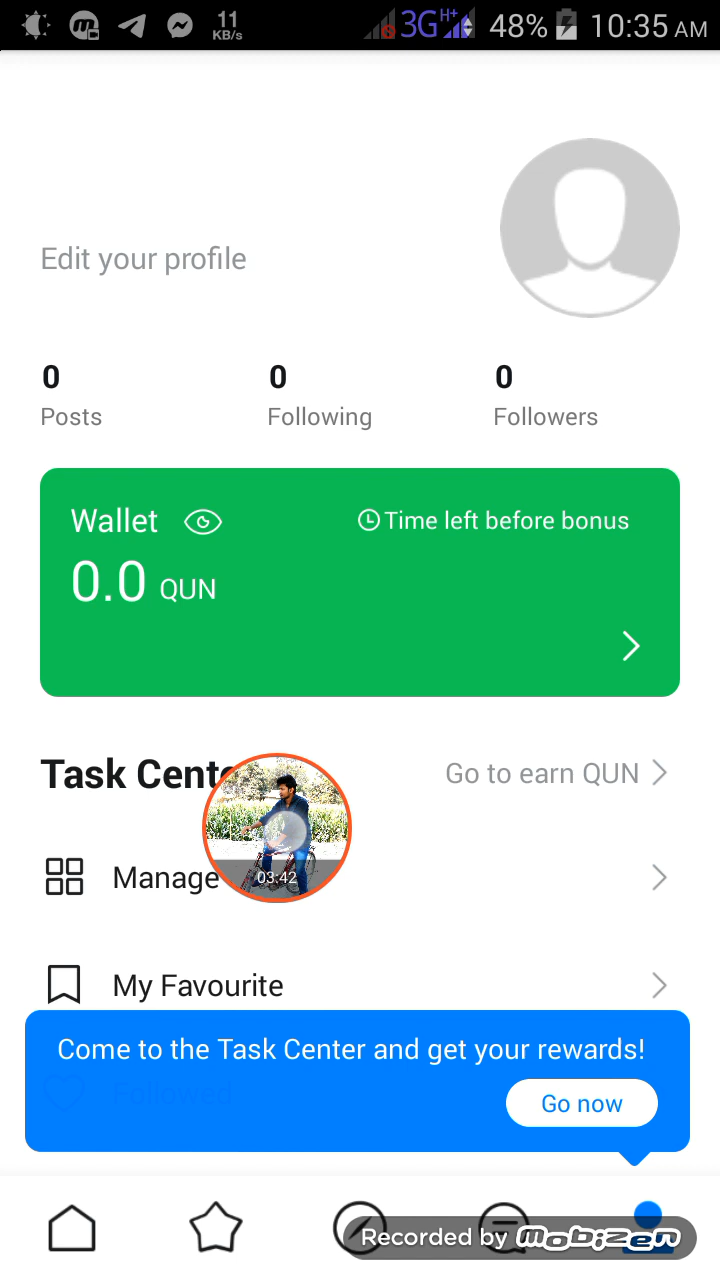 11
KB/s
3G H+ 48% 10:35 AM
Edit your profile
0 0 0
Posts Following Followers
Wallet Time left before bonus
0.0 QUN
Task Cent Go to earn QUN
03:42
Manage
My Favourite
Come to the Task Center and get your rewards!
Followed
Go now
Recorded by mobizen